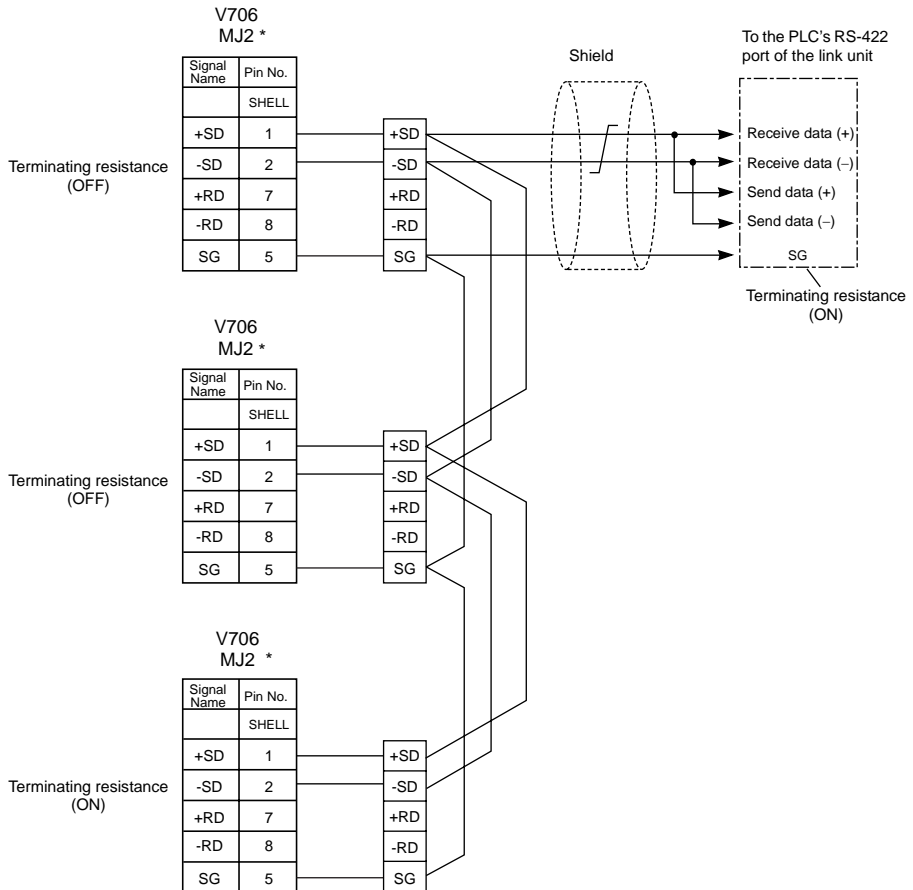 V706
MJ2 *
Signal Name Pin No.
SHELL
+SD 1 +SD
-SD 2 -SD
+RD 7 +RD
-RD 8 -RD
SG 5 SG
Terminating resistance
(OFF)
Shield
To the PLC's RS-422
port of the link unit
Receive data (+)
Receive data (−)
Send data (+)
Send data (−)
SG
Terminating resistance
(ON)
V706
MJ2 *
Signal Name Pin No.
SHELL
+SD 1 +SD
-SD 2 -SD
+RD 7 +RD
-RD 8 -RD
SG 5 SG
Terminating resistance
(OFF)
V706
MJ2 *
Signal Name Pin No.
SHELL
+SD 1 +SD
-SD 2 -SD
+RD 7 +RD
-RD 8 -RD
SG 5 SG
Terminating resistance
(ON)